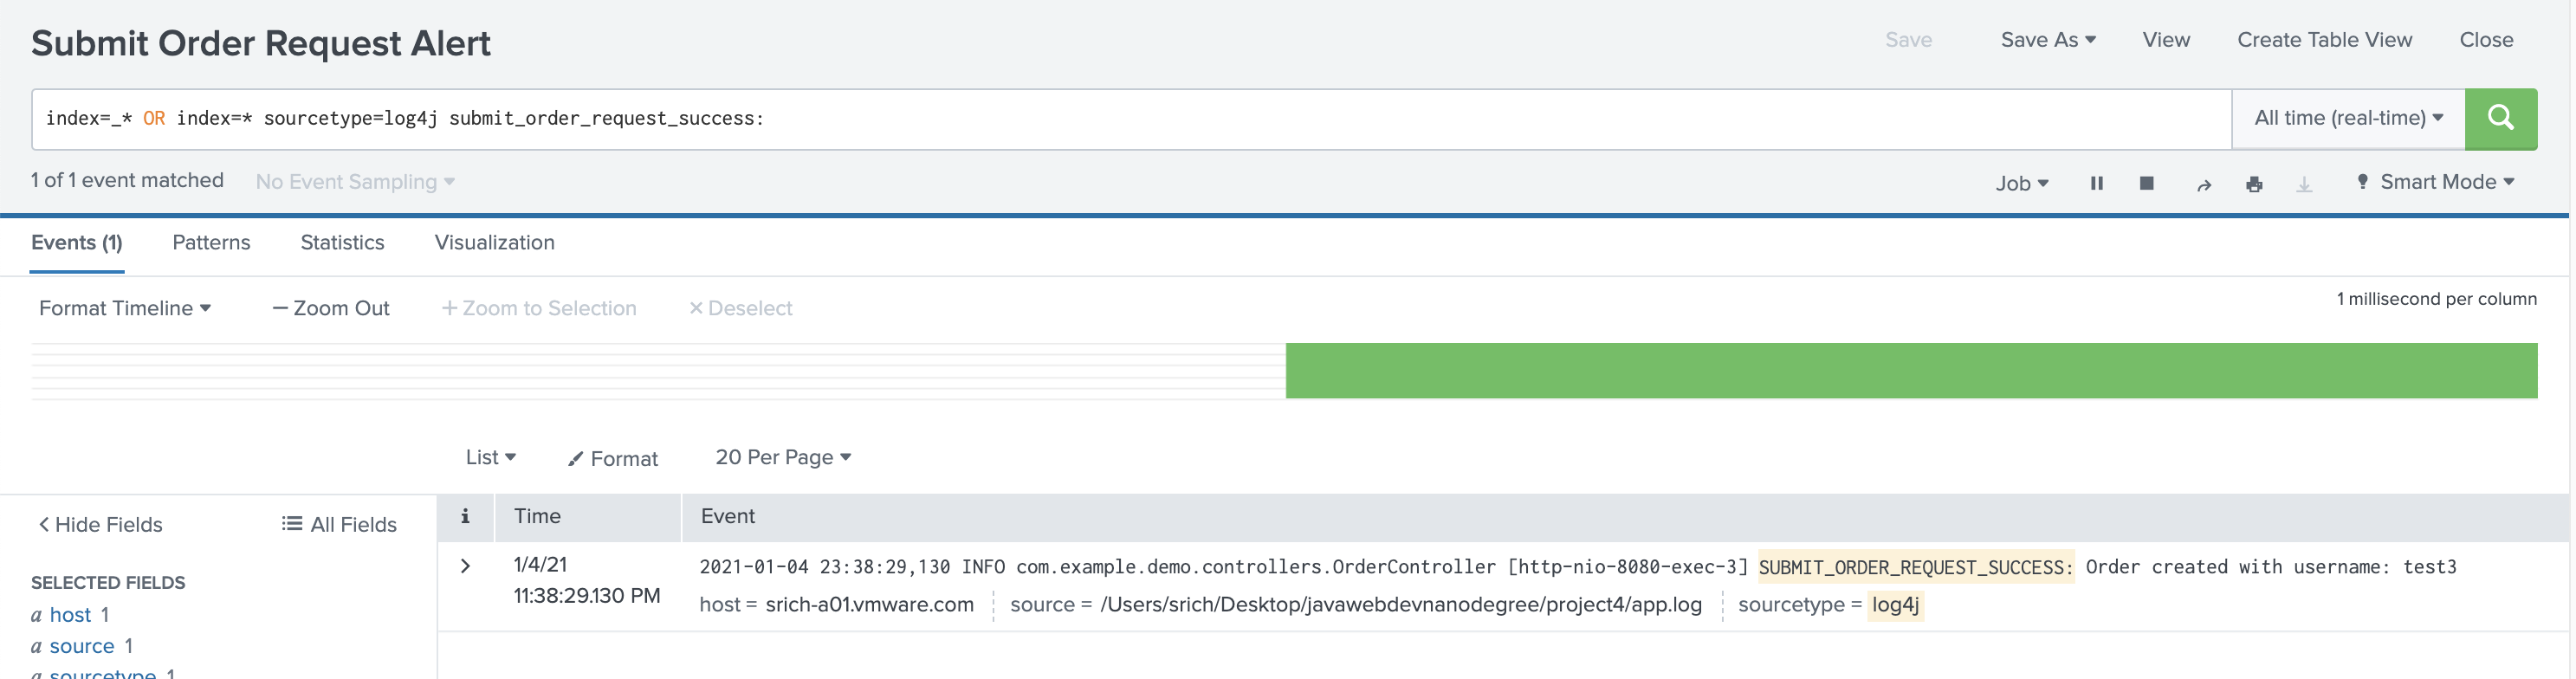 Submit Order Request Alert
Save Save As View Create Table View Close
index=_* OR index=* sourcetype=log4j submit_order_request_success:
All time (real-time)
1 of 1 event matched No Event Sampling
Job Smart Mode
Events (1) Patterns Statistics Visualization
Format Timeline — Zoom Out + Zoom to Selection × Deselect
1 millisecond per column
List Format 20 Per Page
< Hide Fields All Fields
i Time Event
SELECTED FIELDS
a host 1
a source 1
a sourcetype 1
> 1/4/21
11:38:29.130 PM
2021-01-04 23:38:29,130 INFO com.example.demo.controllers.OrderController [http-nio-8080-exec-3] SUBMIT_ORDER_REQUEST_SUCCESS: Order created with username: test3
host = srich-a01.vmware.com source = /Users/srich/Desktop/javawebdevnanodegree/project4/app.log sourcetype = log4j